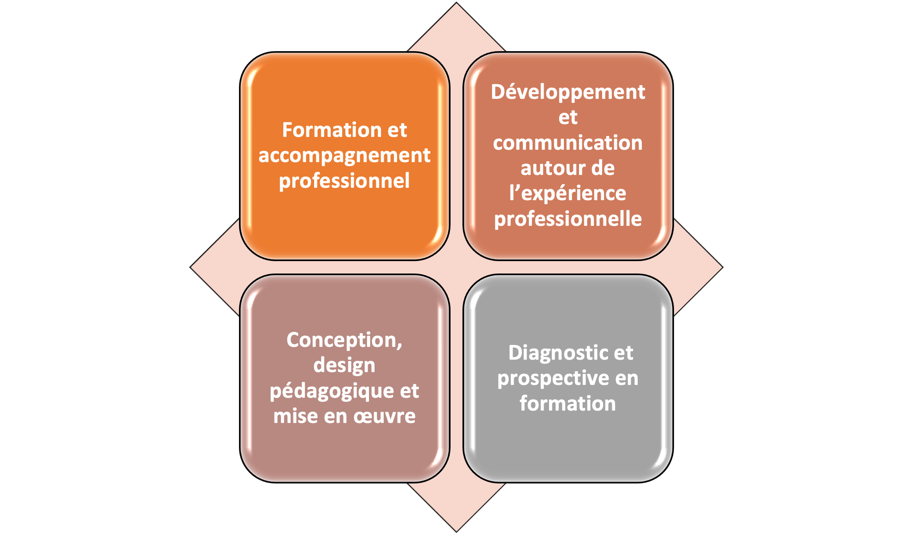 Formation et
accompagnement
professionnel
Développement
et
communication
autour de
l’expérience
professionnelle
Conception,
design
pédagogique et
mise en œuvre
Diagnostic et
prospective en
formation